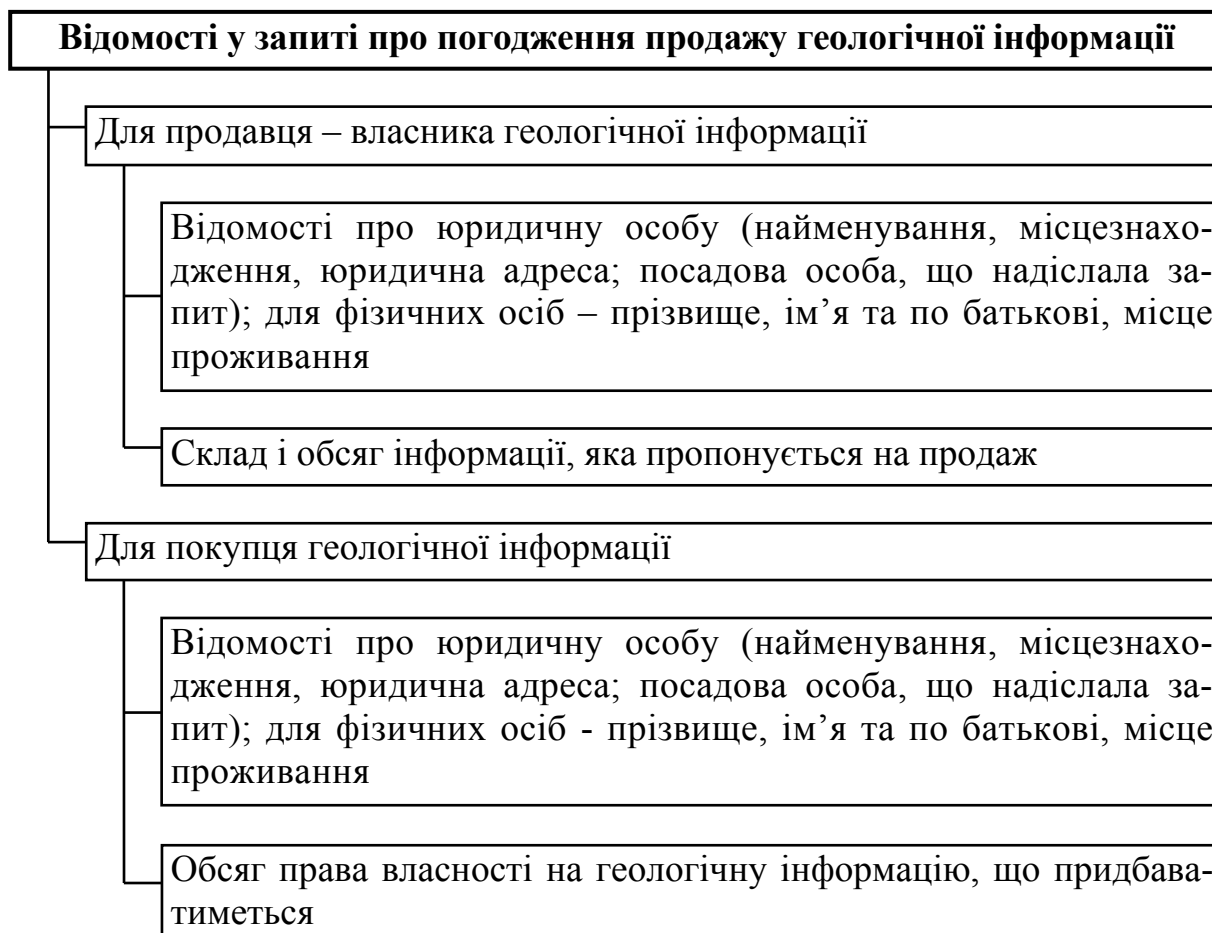 Відомості у запиті про погодження продажу геологічної інформації
Для продавця – власника геологічної інформації
Відомості про юридичну особу (найменування, місцезнахо-
дження, юридична адреса; посадова особа, що надіслала за-
пит); для фізичних осіб – прізвище, ім’я та по батькові, місце
проживання
Склад і обсяг інформації, яка пропонується на продаж
Для покупця геологічної інформації
Відомості про юридичну особу (найменування, місцезнахо-
дження, юридична адреса; посадова особа, що надіслала за-
пит); для фізичних осіб - прізвище, ім’я та по батькові, місце
проживання
Обсяг права власності на геологічну інформацію, що придбава-
тиметься